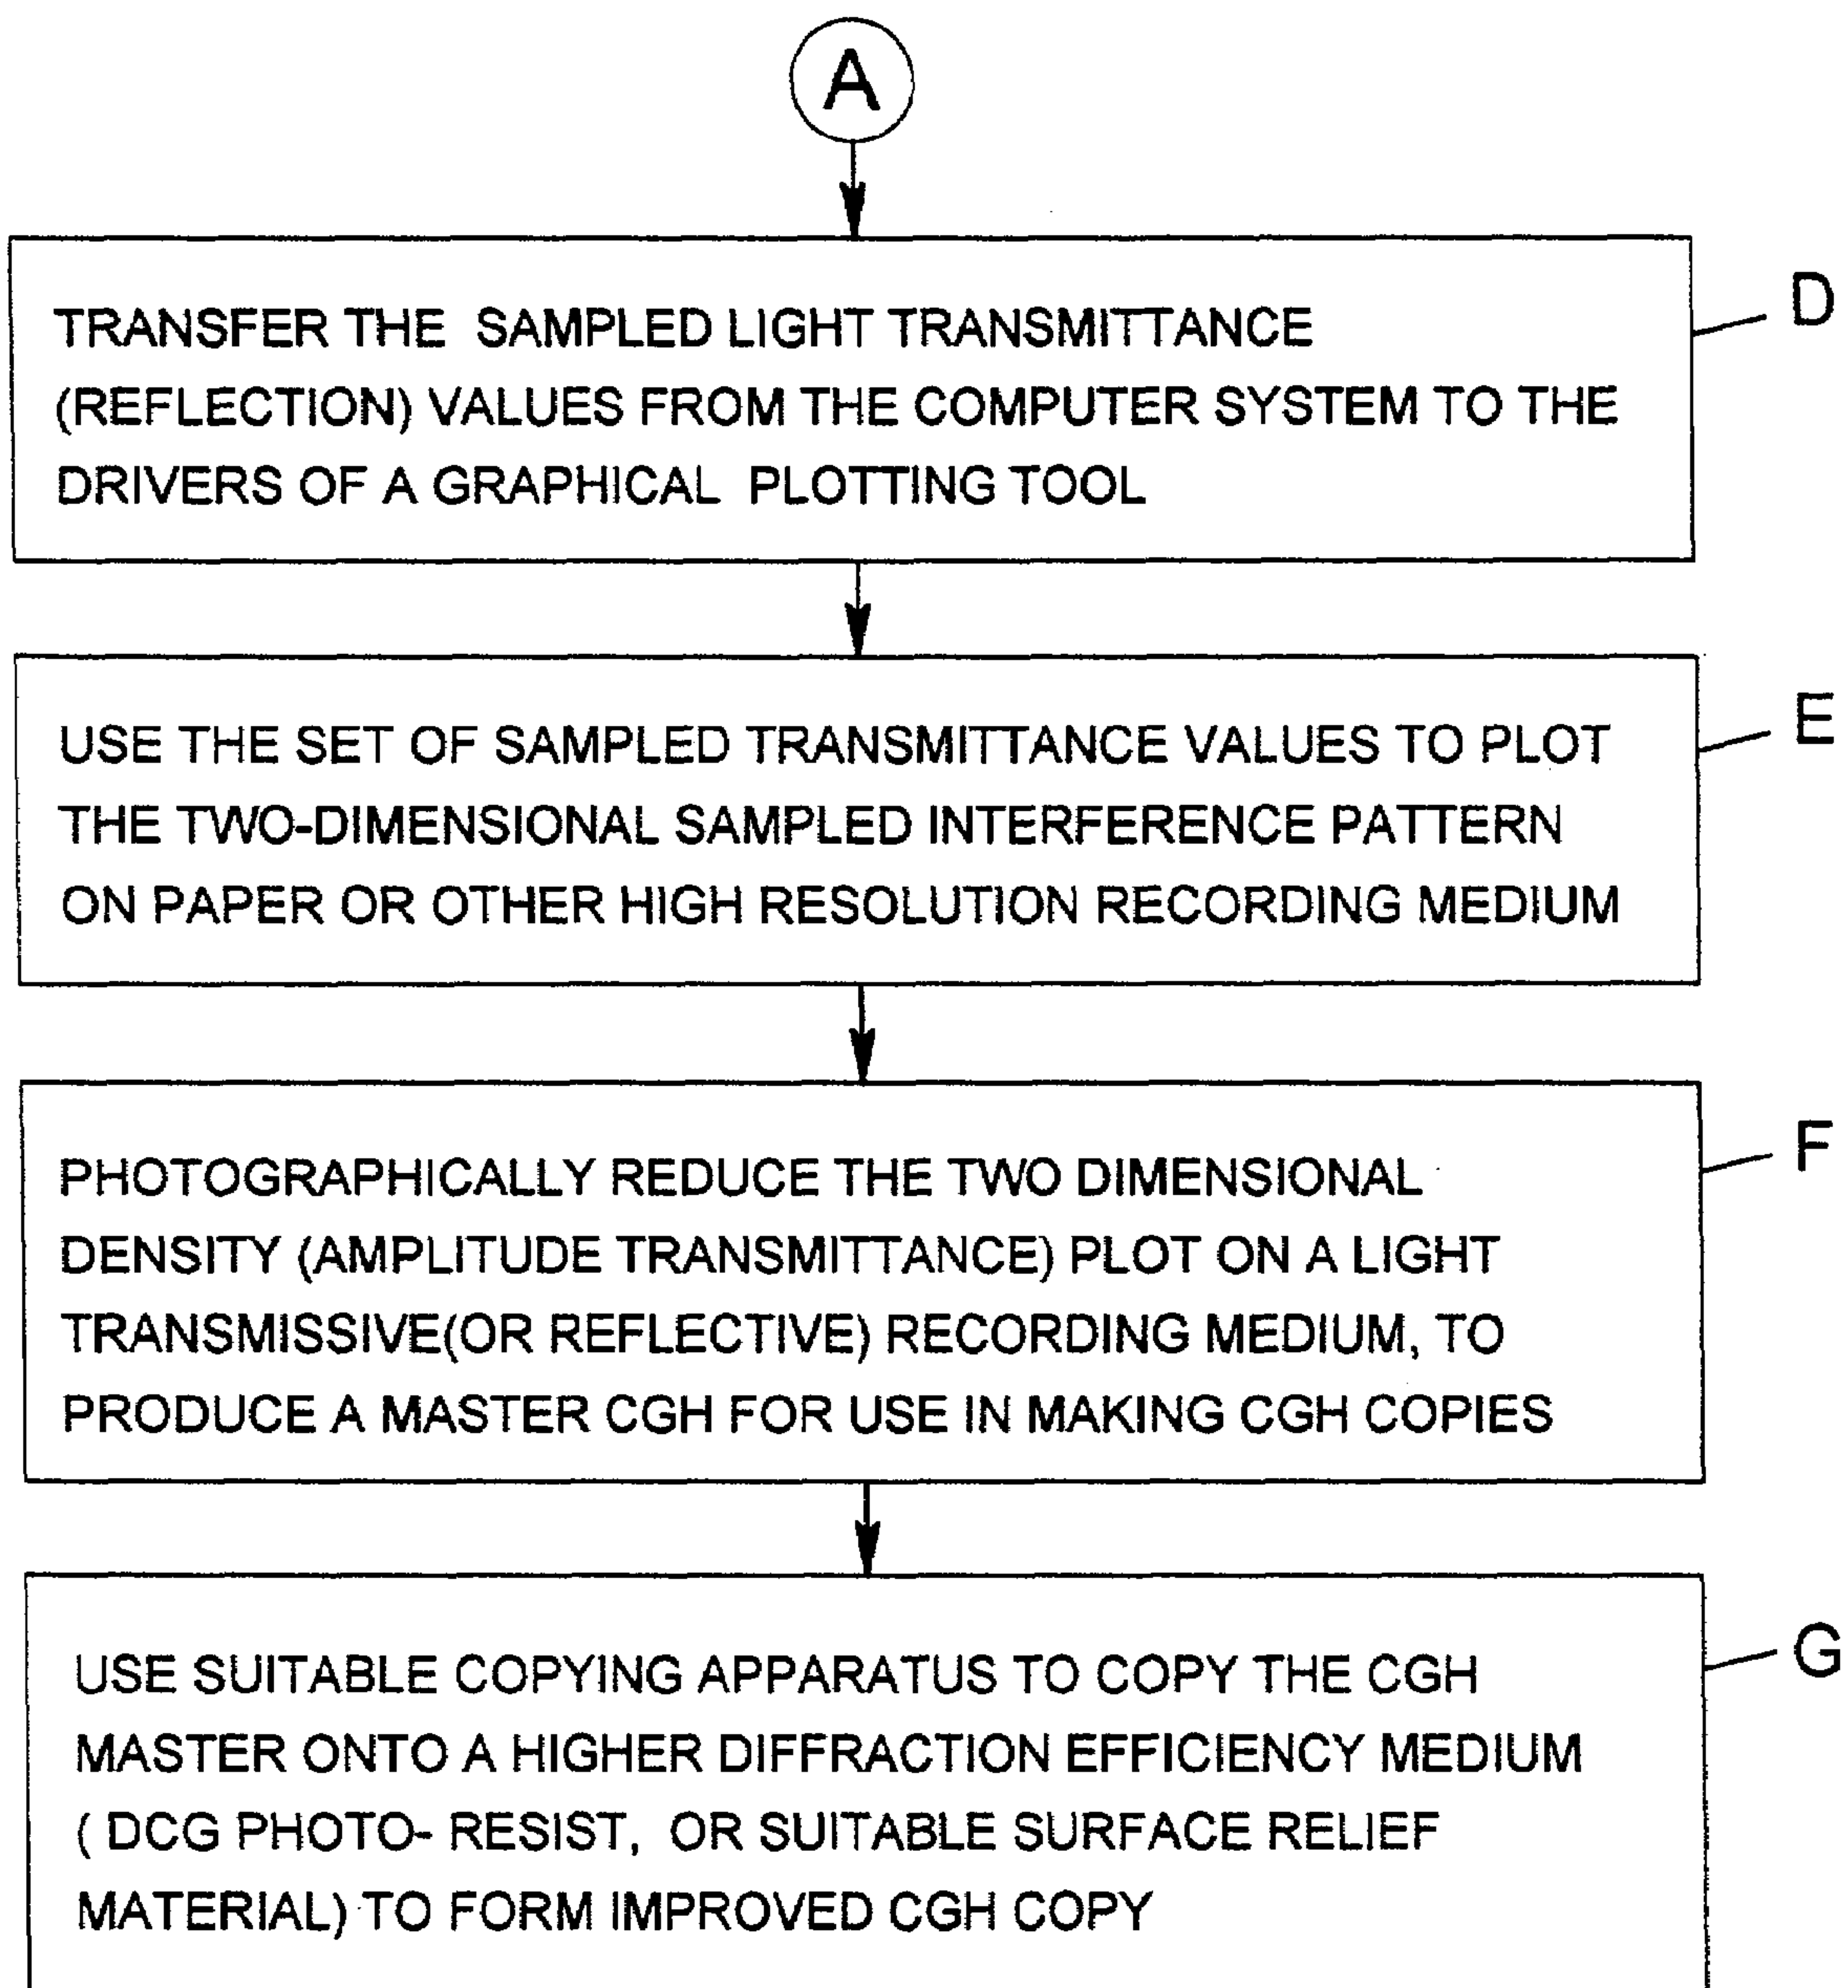 A
TRANSFER THE SAMPLED LIGHT TRANSMITTANCE
(REFLECTION) VALUES FROM THE COMPUTER SYSTEM TO THE
DRIVERS OF A GRAPHICAL PLOTTING TOOL
D
USE THE SET OF SAMPLED TRANSMITTANCE VALUES TO PLOT
THE TWO-DIMENSIONAL SAMPLED INTERFERENCE PATTERN
ON PAPER OR OTHER HIGH RESOLUTION RECORDING MEDIUM
E
PHOTOGRAPHICALLY REDUCE THE TWO DIMENSIONAL
DENSITY (AMPLITUDE TRANSMITTANCE) PLOT ON A LIGHT
TRANSMISSIVE(OR REFLECTIVE) RECORDING MEDIUM, TO
PRODUCE A MASTER CGH FOR USE IN MAKING CGH COPIES
F
USE SUITABLE COPYING APPARATUS TO COPY THE CGH
MASTER ONTO A HIGHER DIFFRACTION EFFICIENCY MEDIUM
( DCG PHOTO- RESIST, OR SUITABLE SURFACE RELIEF
MATERIAL) TO FORM IMPROVED CGH COPY
G